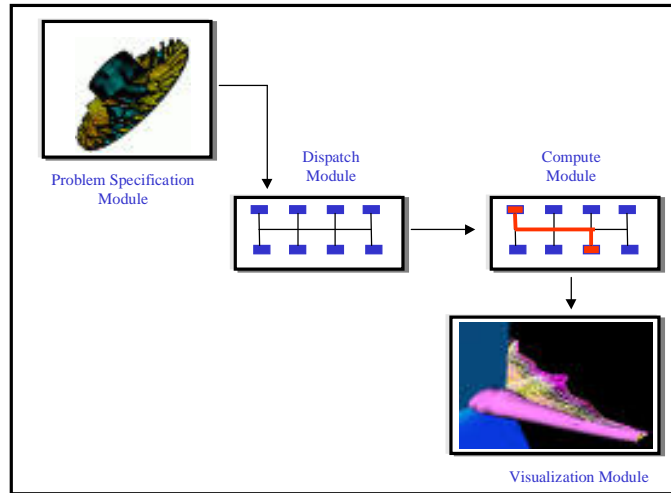 Problem Specification
Module
Dispatch
Module
Compute
Module
Visualization Module